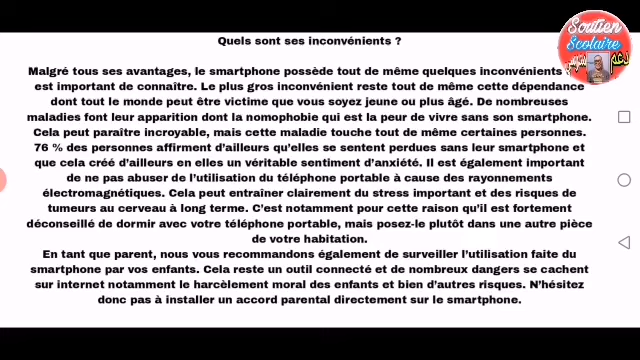 Soutien
Scolaire
دعم
Quels sont ses inconvénients ?
Malgré tous ses avantages, le smartphone possède tout de même quelques inconvénients
est important de connaître. Le plus gros inconvénient reste tout de même cette dépendance
dont tout le monde peut être victime que vous soyez jeune ou plus âgé. De nombreuses
maladies font leur apparition dont la nomophobie qui est la peur de vivre sans son smartphone.
Cela peut paraître incroyable, mais cette maladie touche tout de même certaines personnes.
76 % des personnes affirment d'ailleurs qu'elles se sentent perdues sans leur smartphone et
que cela créé d'ailleurs en elles un véritable sentiment d'anxiété. Il est également important
de ne pas abuser de l'utilisation du téléphone portable à cause des rayonnements
électromagnétiques. Cela peut entraîner clairement du stress important et des risques de
tumeurs au cerveau à long terme. C'est notamment pour cette raison qu'il est fortement
déconseillé de dormir avec votre téléphone portable, mais posez-le plutôt dans une autre pièce
de votre habitation.
En tant que parent, nous vous recommandons également de surveiller l'utilisation faite du
smartphone par vos enfants. Cela reste un outil connecté et de nombreux dangers se cachent
sur internet notamment le harcèlement moral des enfants et bien d'autres risques. N'hésitez
donc pas à installer un accord parental directement sur le smartphone.